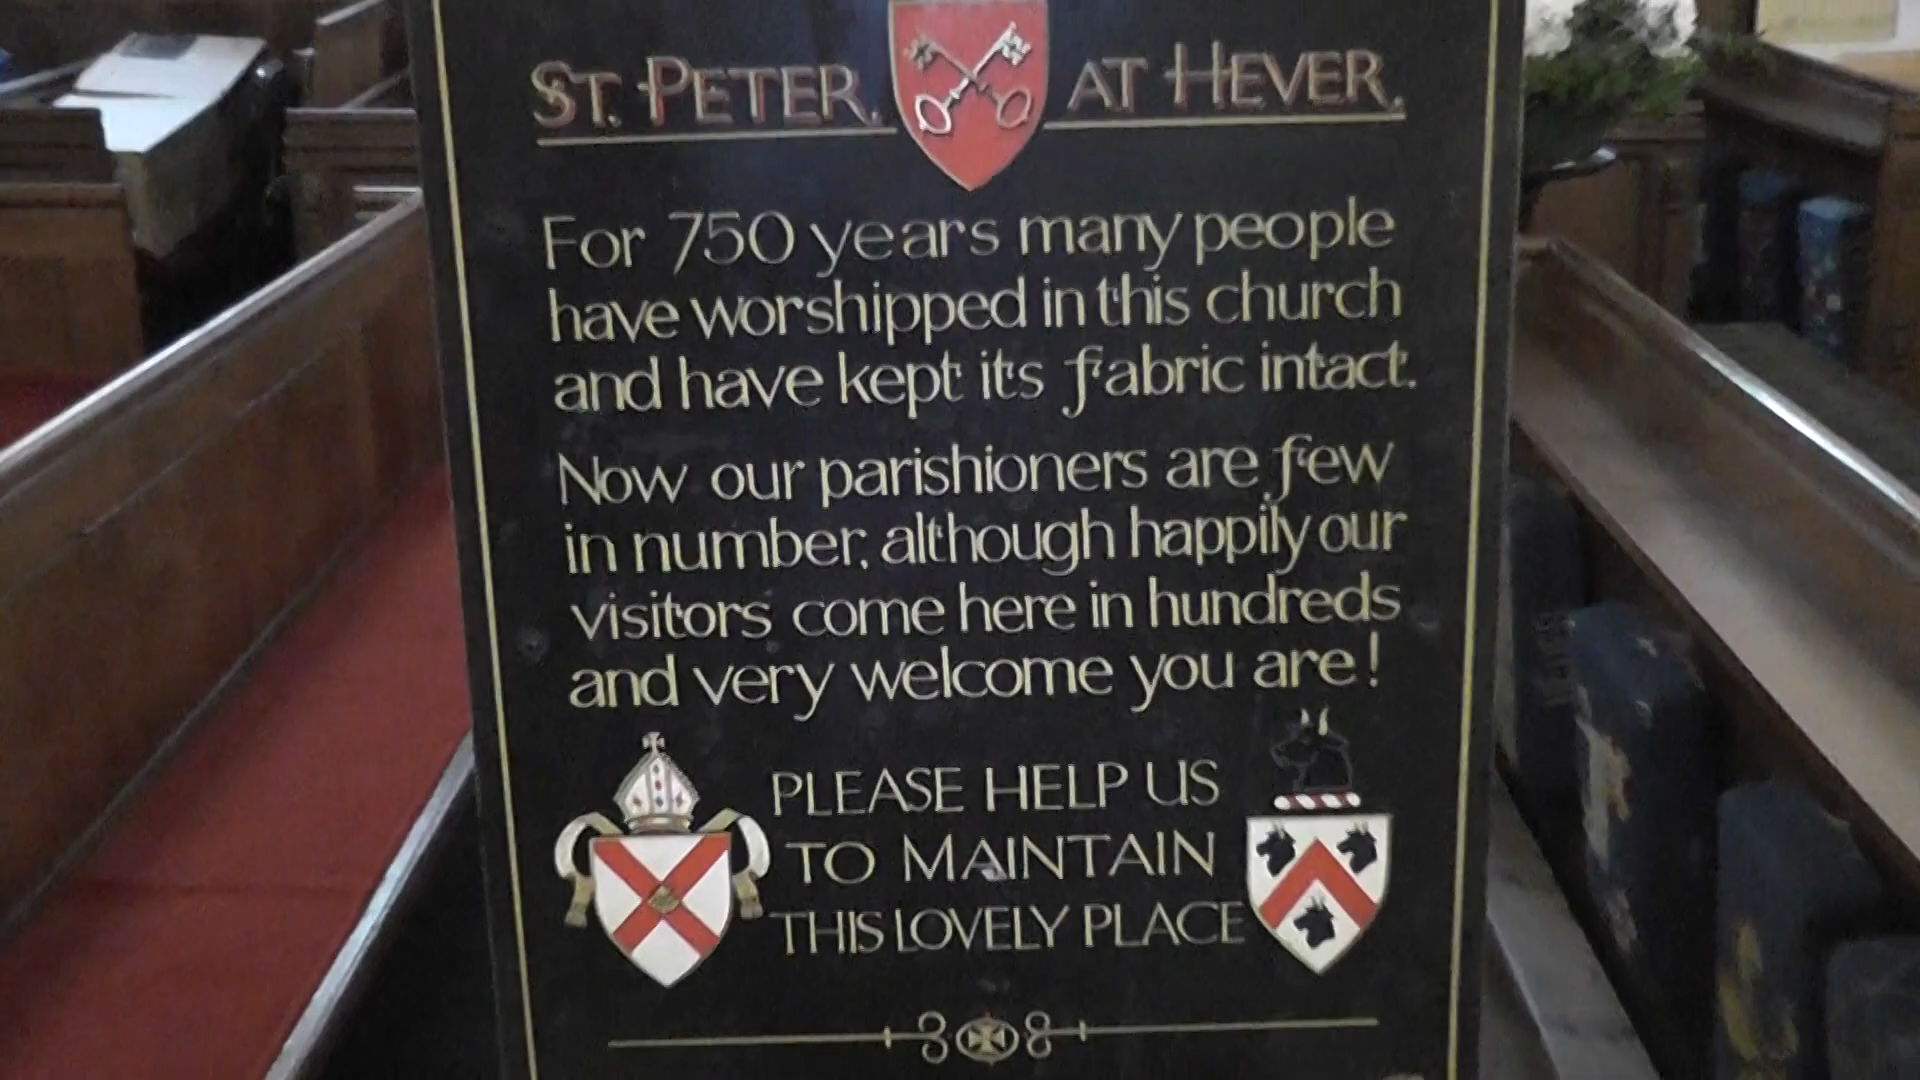 ST. PETER, AT HEVER.
For 750 years many people
have worshipped in this church
and have kept its fabric intact.
Now our parishioners are few
in number, although happily our
visitors come here in hundreds
and very welcome you are!
PLEASE HELP US
TO MAINTAIN
THIS LOVELY PLACE